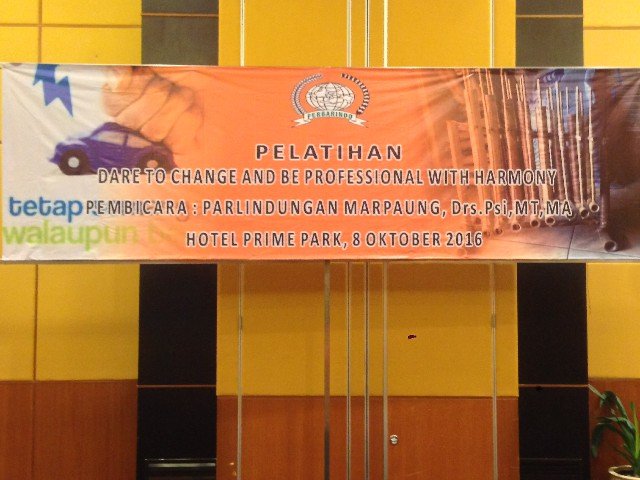 PERBARINDO
PELATIHAN
DARE TO CHANGE AND BE PROFESSIONAL WITH HARMONY
tetap
PEMBICARA : PARLINDUNGAN MARPAUNG, Drs.Psi,MT,MA
walaupun
HOTEL PRIME PARK, 8 OKTOBER 2016